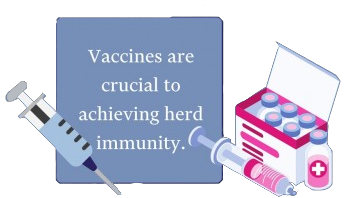 Vaccines are
crucial to
achieving herd
immunity.